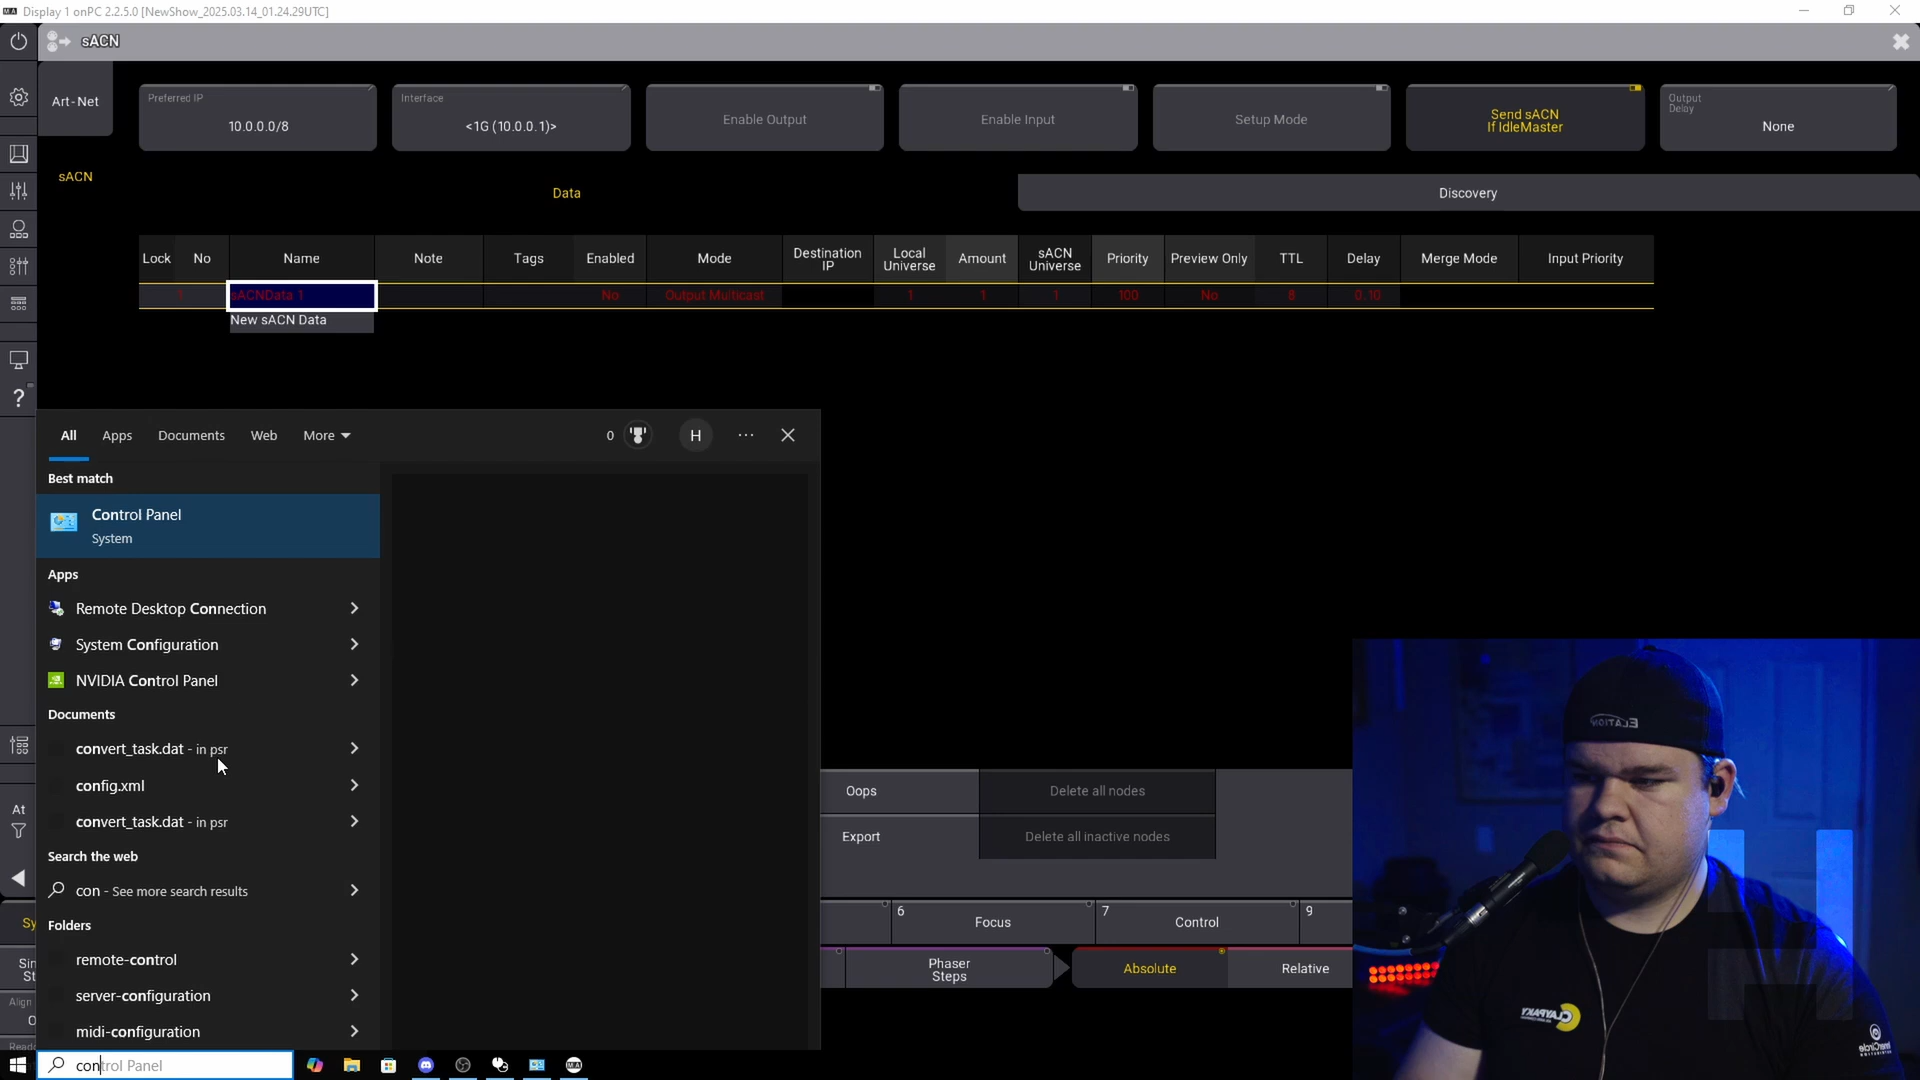 Display 1 onPC 2.2.5.0 [NewShow_2025.03.14_01.24.29UTC]
sACN
Art-Net
Preferred IP
10.0.0.0/8
Interface
<1G (10.0.0.1)>
Enable Output
Enable Input
Setup Mode
Send sACN
If IdleMaster
Output
Delay
None
sACN
Data
Discovery
Lock
No
Name
Note
Tags
Enabled
Mode
Destination
IP
Local
Universe
Amount
sACN
Universe
Priority
Preview Only
TTL
Delay
Merge Mode
Input Priority
1
sACNData 1
No
Output Multicast
1
1
1
100
No
8
0.10
New sACN Data
?
All
Apps
Documents
Web
More
0
H
Best match
Control Panel
System
Apps
Remote Desktop Connection
System Configuration
NVIDIA Control Panel
Documents
convert_task.dat - in psr
config.xml
convert_task.dat - in psr
Search the web
con - See more search results
Folders
remote-control
server-configuration
midi-configuration
control Panel
At
Align
Oops
Delete all nodes
Export
Delete all inactive nodes
6
Focus
7
Control
9
Phaser
Steps
Absolute
Relative
ELATION
CLAYPAKY
InnerCircle
MA